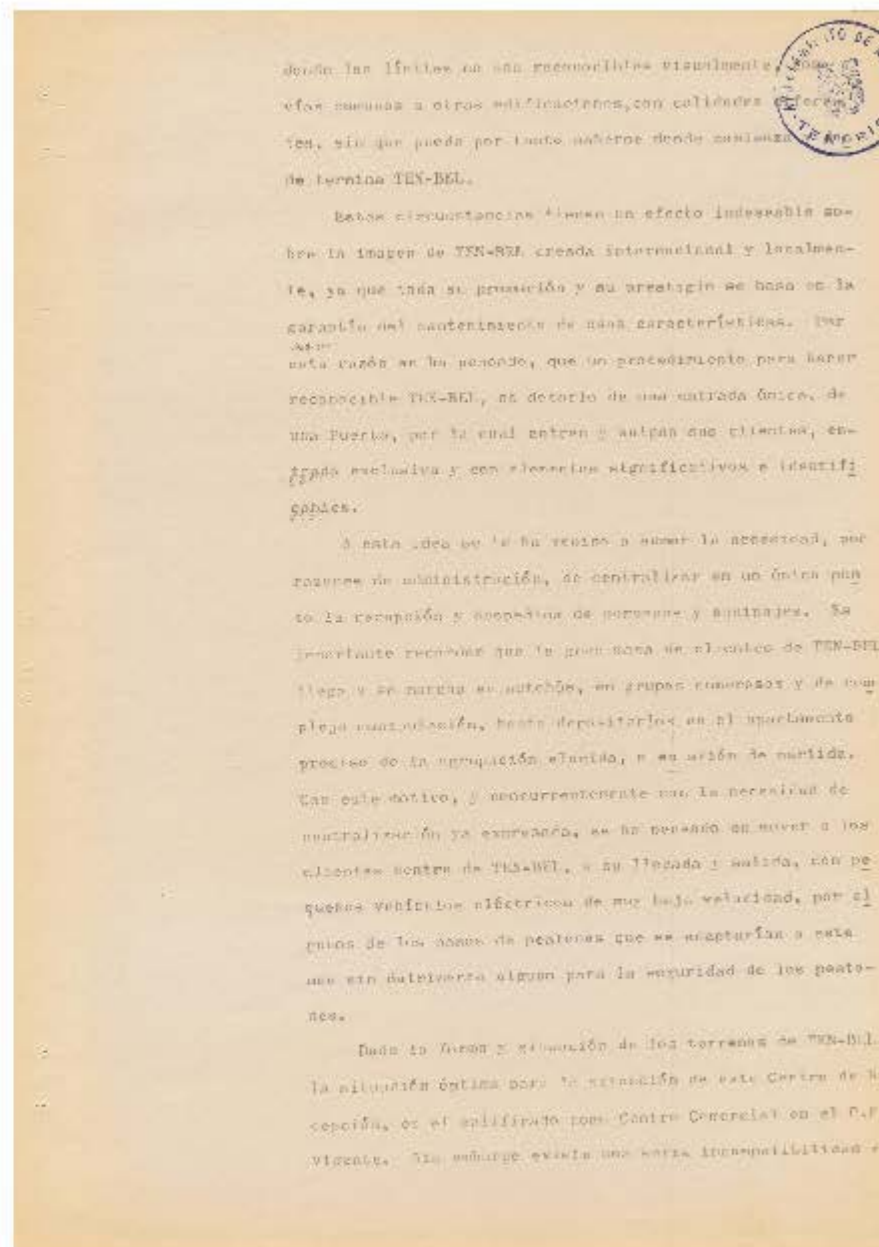 donde los límites no son reconocibles visualmente, con
vías comunes a otras edificaciones, con calidades diferen
tes, sin que pueda por tanto saberse donde comienza
de termina TEN-BEL.
Estas circunstancias tienen un efecto indeseable so-
bre la imagen de TEN-BEL creada internacional y localmen-
te, ya que toda su promoción y su prestigio se basa en la
garantía del mantenimiento de unas características. Por
esta razón se ha pensado, que un procedimiento para hacer
reconocible TEN-BEL, es dotarlo de una entrada única, de
una Puerta, por la cual entren y salgan sus clientes, en-
trada exclusiva y con elementos significativos e identifi
cables.
A esta idea se le ha venido a sumar la necesidad, por
razones de administración, de centralizar en un único pun
to la recepción y despedida de personas y equipajes. Es
importante recordar que la gran masa de clientes de TEN-BEL
llega y se marcha en autobús, en grupos numerosos y de com
pleja manipulación, hasta depositarlos en el apartamento
preciso de la agrupación elegida, o en avión de partida.
Con este motivo, y concurrentemente con la necesidad de
centralización ya expresada, se ha pensado en mover a los
clientes dentro de TEN-BEL, a su llegada y salida, con pe
queños vehículos eléctricos de muy baja velocidad, por al
gunos de los pasos de peatones que se adaptarían a este
uso sin detrimento alguno para la seguridad de los peato-
nes.
Dada la forma y situación de los terrenos de TEN-BEL
la situación óptima para la ubicación de este Centro de R
cepción, es el calificado como Centro Comercial en el P.P
vigente. Sin embargo existe una seria incompatibilidad